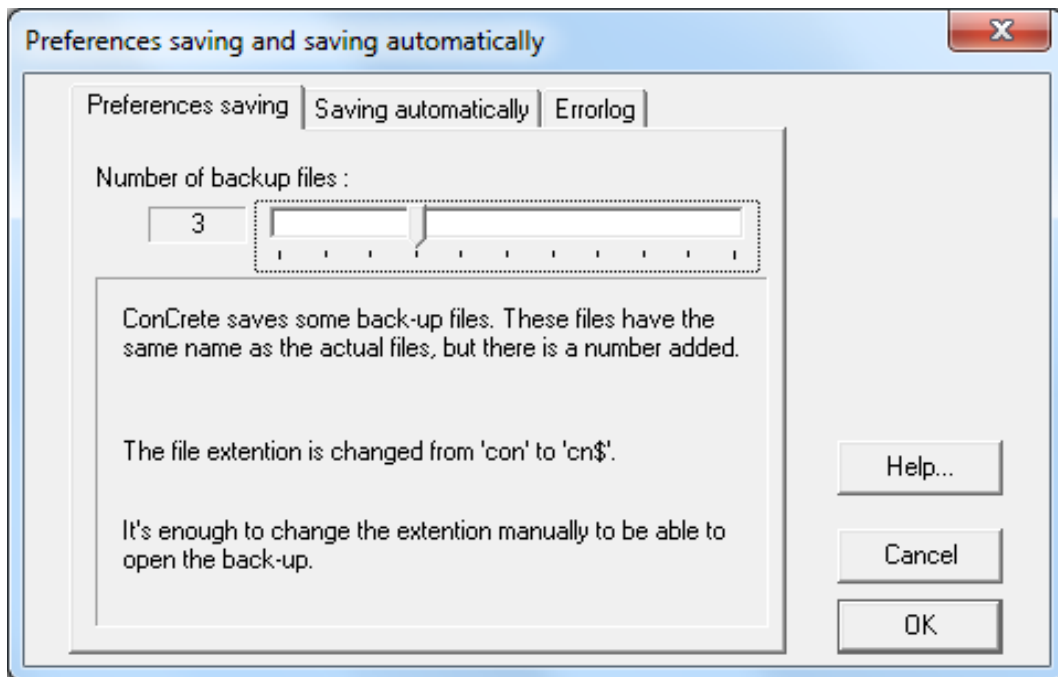 Preferences saving and saving automatically
Preferences saving
Saving automatically
Errorlog
Number of backup files :
3
ConCrete saves some back-up files. These files have the
same name as the actual files, but there is a number added.
The file extention is changed from 'con' to 'cn$'.
It's enough to change the extention manually to be able to
open the back-up.
Help...
Cancel
OK